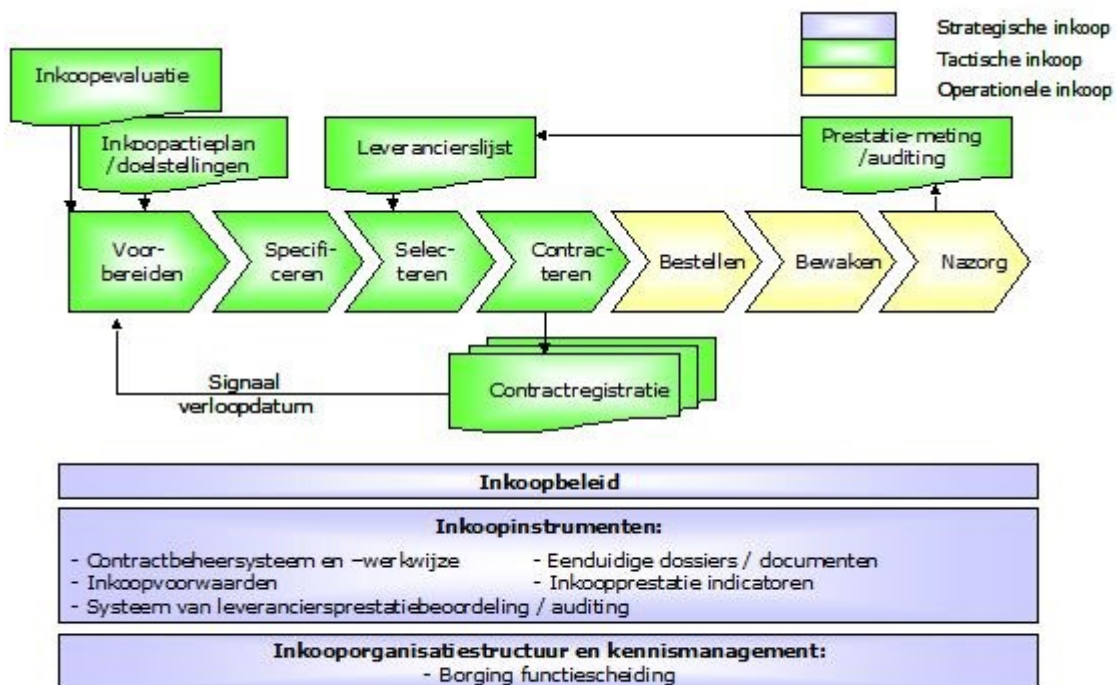 Strategische inkoop
Tactische inkoop
Operationele inkoop
Inkoopevaluatie
Inkoopactieplan
/doelstellingen
Leverancierslijst
Prestatie-meting
/auditing
Voor-
bereiden
Specifi-
ceren
Selec-
teren
Contrac-
teren
Bestellen
Bewaken
Nazorg
Signaal
verloopdatum
Contractregistratie
Inkoopbeleid
Inkoopinstrumenten:
- Contractbeheersysteem en –werkwijze - Eenduidige dossiers / documenten
- Inkoopvoorwaarden - Inkoopprestatie indicatoren
- Systeem van leveranciersprestatiebeoordeling / auditing
Inkooporganisatiestructuur en kennismanagement:
- Borging functiescheiding